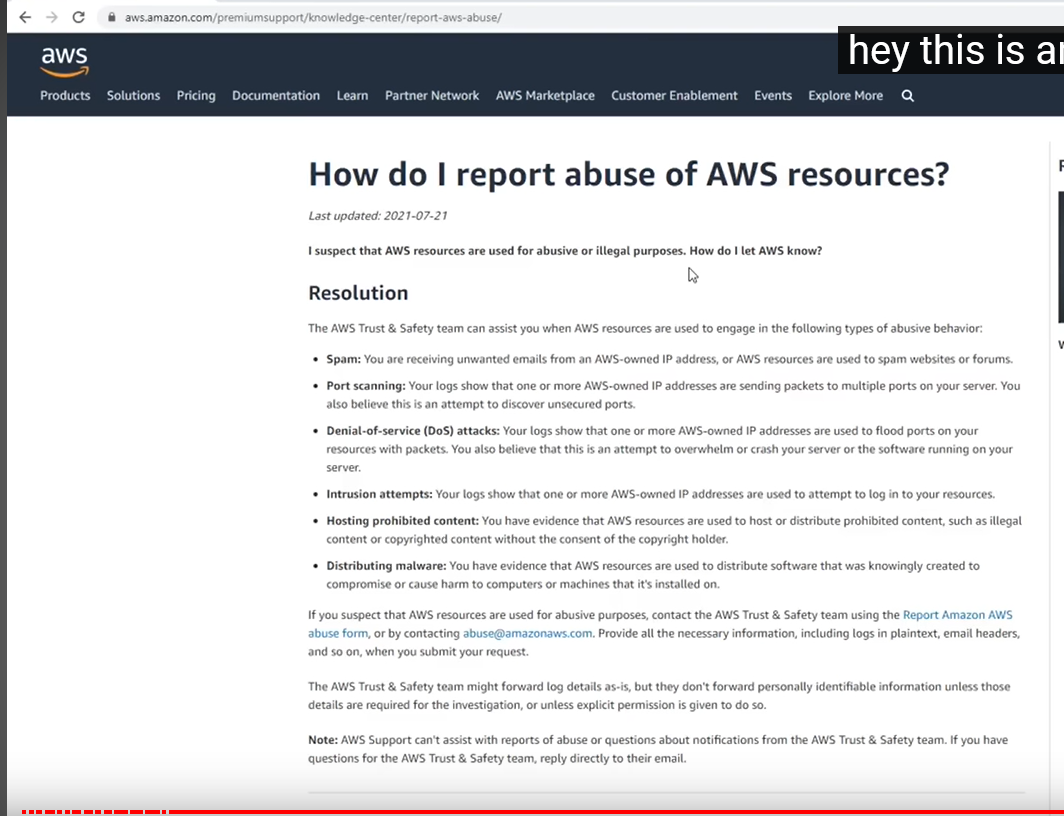 aws.amazon.com/premiumsupport/knowledge-center/report-aws-abuse/
hey this is
aws
Products Solutions Pricing Documentation Learn Partner Network AWS Marketplace Customer Enablement Events Explore More
How do I report abuse of AWS resources?
Last updated: 2021-07-21
I suspect that AWS resources are used for abusive or illegal purposes. How do I let AWS know?
Resolution
The AWS Trust & Safety team can assist you when AWS resources are used to engage in the following types of abusive behavior:
• Spam: You are receiving unwanted emails from an AWS-owned IP address, or AWS resources are used to spam websites or forums.
• Port scanning: Your logs show that one or more AWS-owned IP addresses are sending packets to multiple ports on your server. You
also believe this is an attempt to discover unsecured ports.
• Denial-of-service (DoS) attacks: Your logs show that one or more AWS-owned IP addresses are used to flood ports on your
resources with packets. You also believe that this is an attempt to overwhelm or crash your server or the software running on your
server.
• Intrusion attempts: Your logs show that one or more AWS-owned IP addresses are used to attempt to log in to your resources.
• Hosting prohibited content: You have evidence that AWS resources are used to host or distribute prohibited content, such as illegal
content or copyrighted content without the consent of the copyright holder.
• Distributing malware: You have evidence that AWS resources are used to distribute software that was knowingly created to
compromise or cause harm to computers or machines that it's installed on.
If you suspect that AWS resources are used for abusive purposes, contact the AWS Trust & Safety team using the Report Amazon AWS
abuse form, or by contacting abuse@amazonaws.com. Provide all the necessary information, including logs in plaintext, email headers,
and so on, when you submit your request.
The AWS Trust & Safety team might forward log details as-is, but they don't forward personally identifiable information unless those
details are required for the investigation, or unless explicit permission is given to do so.
Note: AWS Support can't assist with reports of abuse or questions about notifications from the AWS Trust & Safety team. If you have
questions for the AWS Trust & Safety team, reply directly to their email.